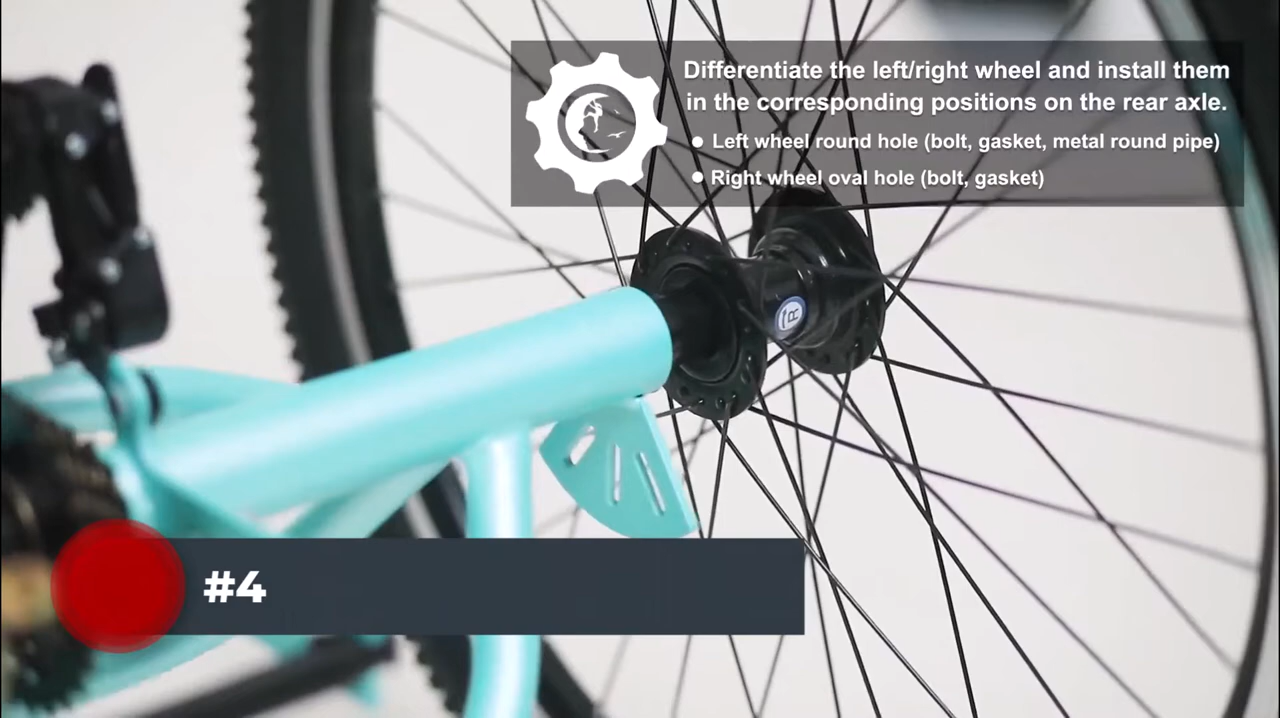 Differentiate the left/right wheel and install them
in the corresponding positions on the rear axle.
● Left wheel round hole (bolt, gasket, metal round pipe)
● Right wheel oval hole (bolt, gasket)
R
#4